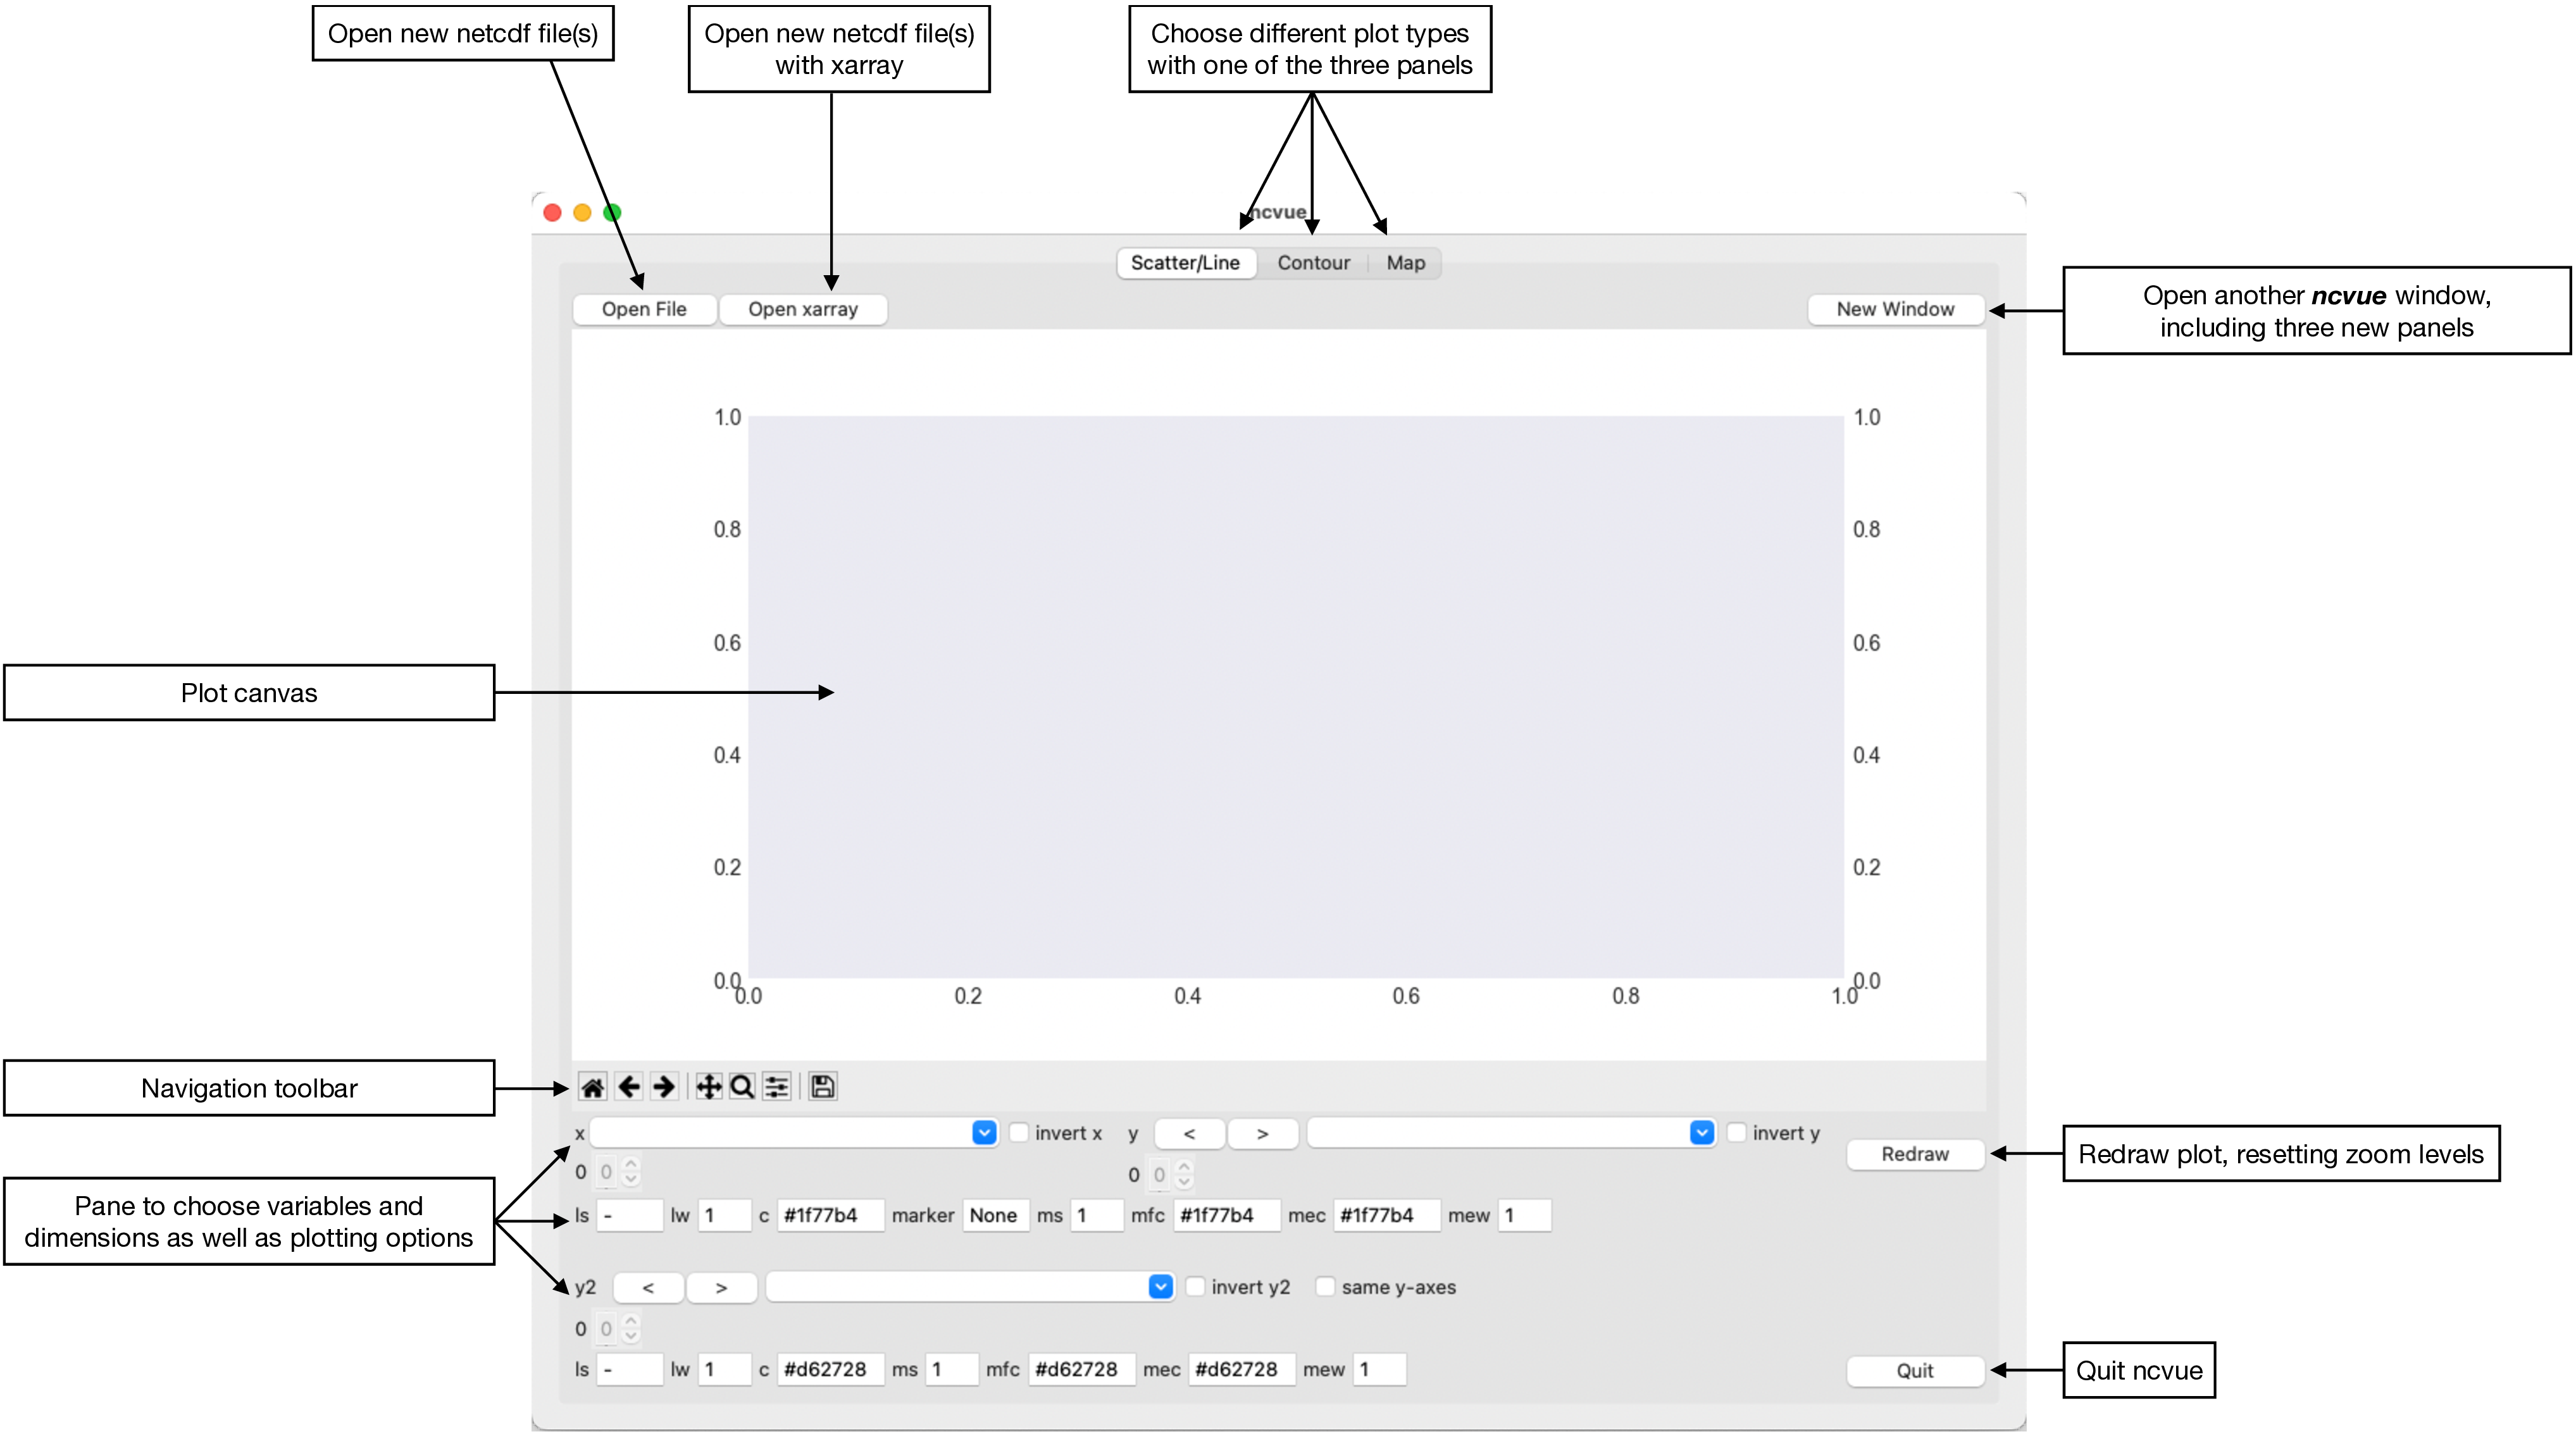 Open new netcdf file(s)
Open new netcdf file(s)
with xarray
Choose different plot types
with one of the three panels
ncvue
Scatter/Line Contour Map
Open File Open xarray New Window
Open another ncvue window,
including three new panels
1.0 1.0
0.8 0.8
0.6 0.6
Plot canvas
0.4 0.4
0.2 0.2
0.0 0.0
0.0 0.2 0.4 0.6 0.8 1.0
Navigation toolbar
x invert x y < > invert y
Redraw
Redraw plot, resetting zoom levels
0 0 0 0
Pane to choose variables and
dimensions as well as plotting options
ls - lw 1 c #1f77b4 marker None ms 1 mfc #1f77b4 mec #1f77b4 mew 1
y2 < > invert y2 same y-axes
0 0
ls - lw 1 c #d62728 ms 1 mfc #d62728 mec #d62728 mew 1
Quit
Quit ncvue